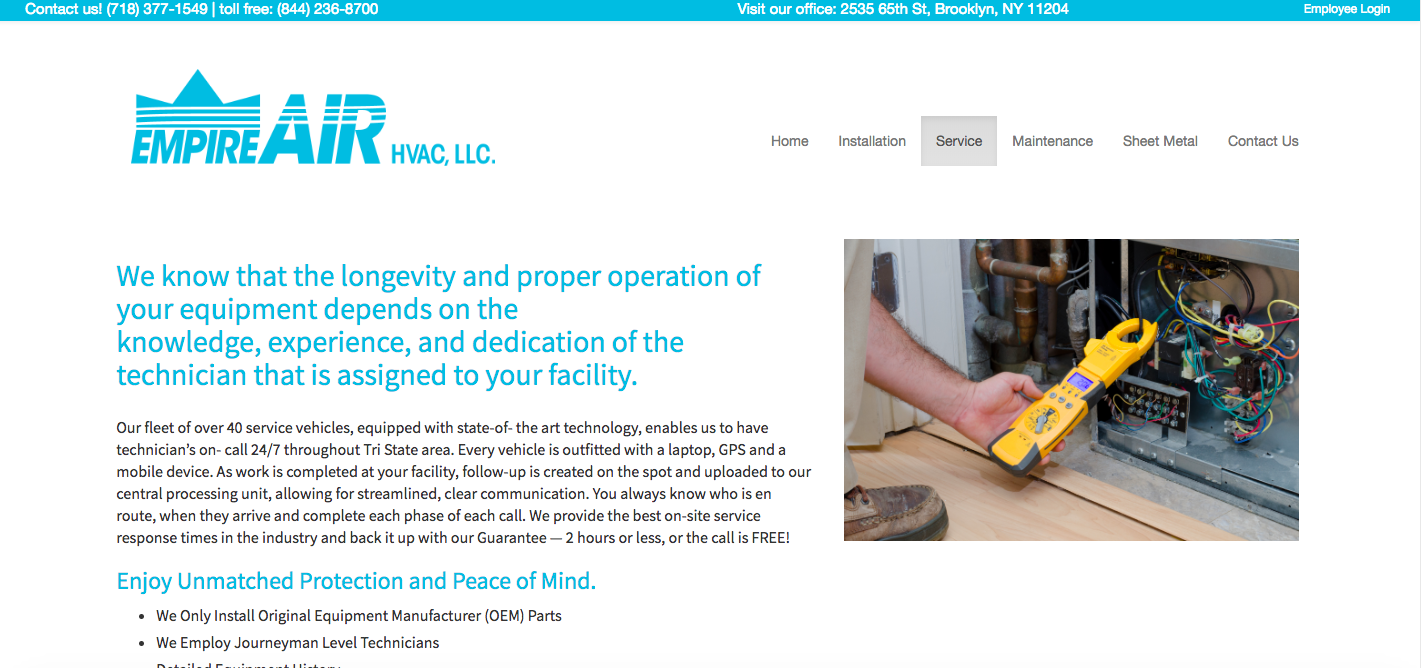 Contact us! (718) 377-1549 | toll free: (844) 236-8700
Visit our office: 2535 65th St, Brooklyn, NY 11204
Employee Login
EMPIRE AIR HVAC, LLC.
Home
Installation
Service
Maintenance
Sheet Metal
Contact Us
We know that the longevity and proper operation of
your equipment depends on the
knowledge, experience, and dedication of the
technician that is assigned to your facility.
Our fleet of over 40 service vehicles, equipped with state-of- the art technology, enables us to have
technician’s on- call 24/7 throughout Tri State area. Every vehicle is outfitted with a laptop, GPS and a
mobile device. As work is completed at your facility, follow-up is created on the spot and uploaded to our
central processing unit, allowing for streamlined, clear communication. You always know who is en
route, when they arrive and complete each phase of each call. We provide the best on-site service
response times in the industry and back it up with our Guarantee — 2 hours or less, or the call is FREE!
Enjoy Unmatched Protection and Peace of Mind.
• We Only Install Original Equipment Manufacturer (OEM) Parts
• We Employ Journeyman Level Technicians
Detailed Equipment History